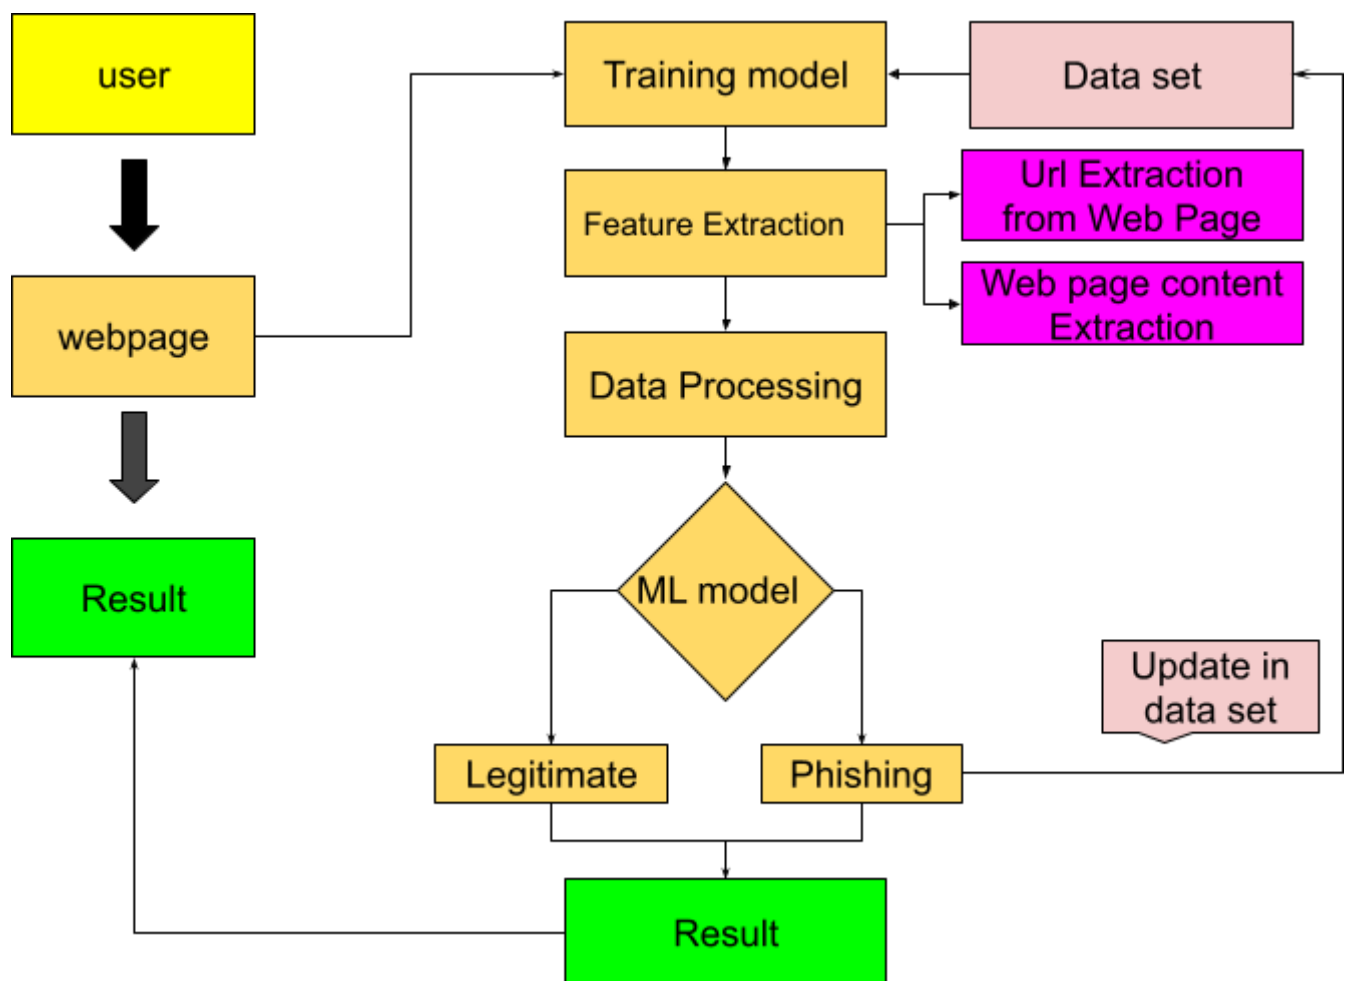 user
Training model
Data set
Url Extraction
from Web Page
Feature Extraction
Web page content
Extraction
webpage
Data Processing
Result
ML model
Update in
data set
Legitimate
Phishing
Result